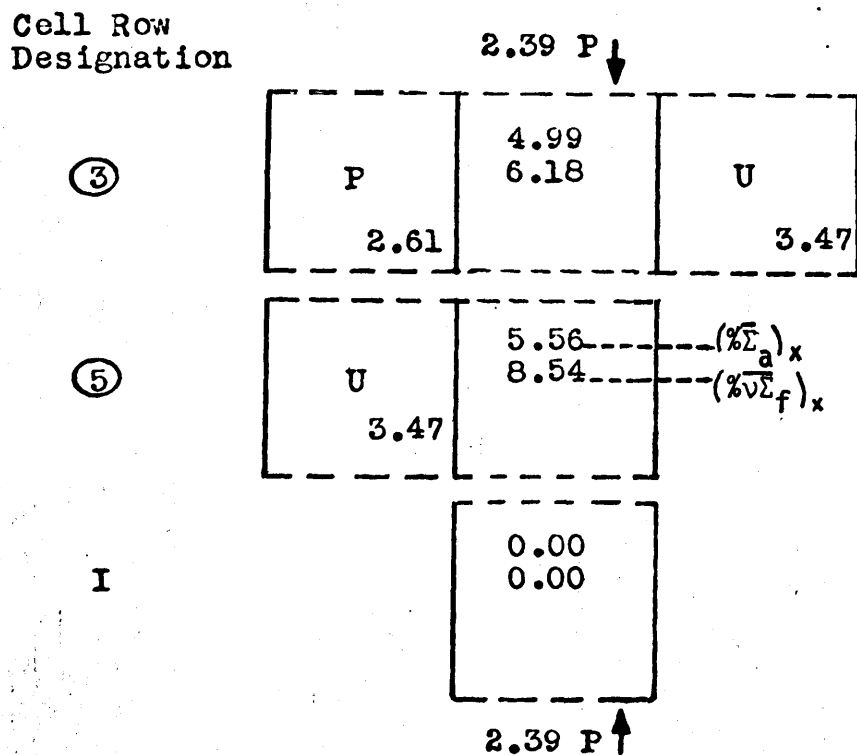 Cell Row
Designation
2.39 P
3
P
2.61
4.99
6.18
U
3.47
5
U
3.47
5.56 (%Σ̅a)x
8.54 (%νΣ̅f)x
I
0.00
0.00
2.39 P